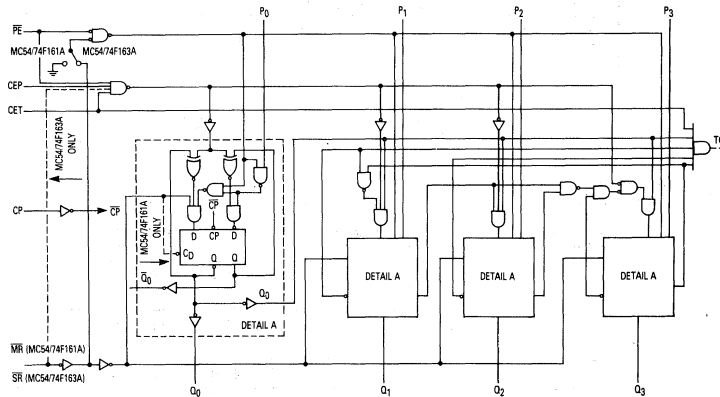 P0 P1 P2 P3
PE
MC54/74F161A MC54/74F163A
CEP
CET
TC
MC54/74F163A
ONLY
CP CP
CP
MC54/74F161A
ONLY
D CP D
CD Q Q
Q0
Q0
DETAIL A
DETAIL A DETAIL A DETAIL A
MR (MC54/74F161A)
SR (MC54/74F163A)
Q0 Q1 Q2 Q3